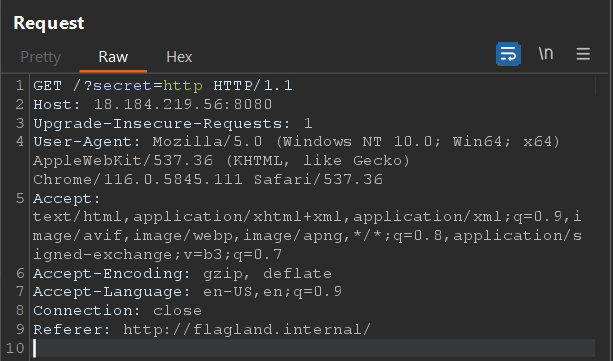 Request
Pretty Raw Hex \n
1 GET /?secret=http HTTP/1.1
2 Host: 18.184.219.56:8080
3 Upgrade-Insecure-Requests: 1
4 User-Agent: Mozilla/5.0 (Windows NT 10.0; Win64; x64)
AppleWebKit/537.36 (KHTML, like Gecko)
Chrome/116.0.5845.111 Safari/537.36
5 Accept:
text/html,application/xhtml+xml,application/xml;q=0.9,i
mage/avif,image/webp,image/apng,*/*;q=0.8,application/s
igned-exchange;v=b3;q=0.7
6 Accept-Encoding: gzip, deflate
7 Accept-Language: en-US,en;q=0.9
8 Connection: close
9 Referer: http://flagland.internal/
10